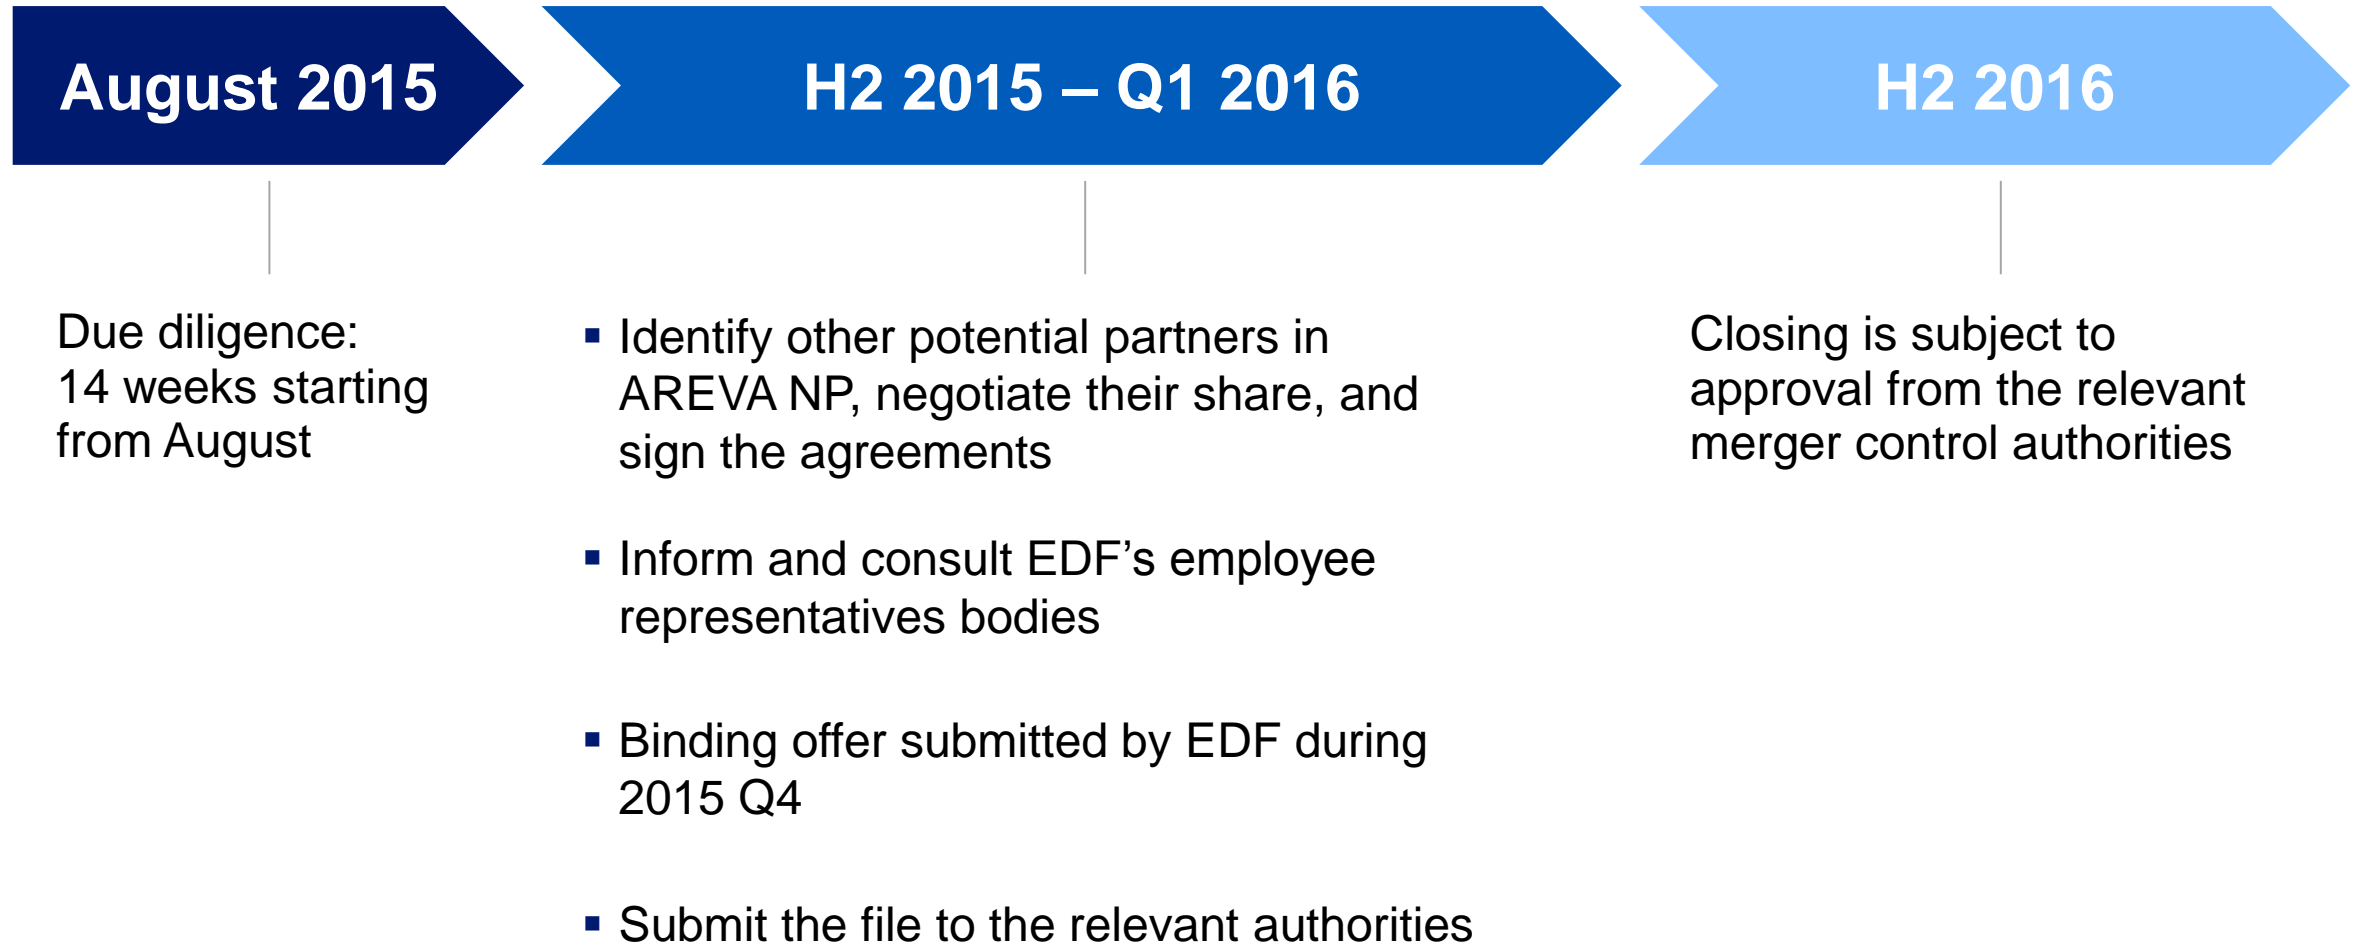 August 2015
H2 2015 – Q1 2016
H2 2016
Due diligence:
14 weeks starting
from August
▪ Identify other potential partners in
AREVA NP, negotiate their share, and
sign the agreements
▪ Inform and consult EDF’s employee
representatives bodies
▪ Binding offer submitted by EDF during
2015 Q4
▪ Submit the file to the relevant authorities
Closing is subject to
approval from the relevant
merger control authorities